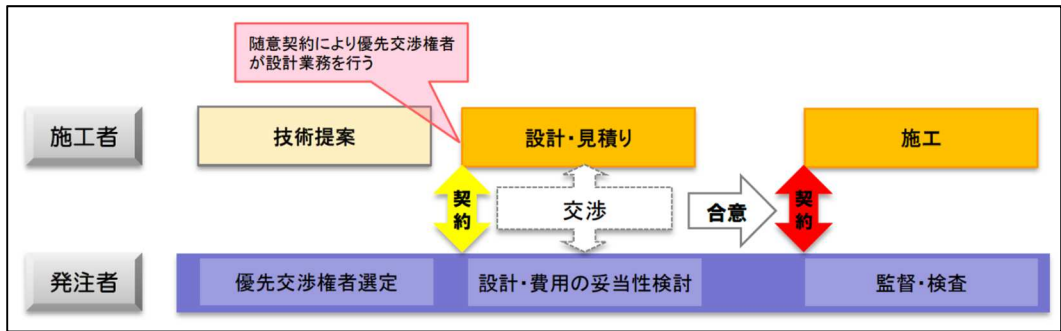 随意契約により優先交渉権者
が設計業務を行う
施工者
技術提案
設計・見積り
施工
契約
交渉
合意
契約
発注者
優先交渉権者選定
設計・費用の妥当性検討
監督・検査